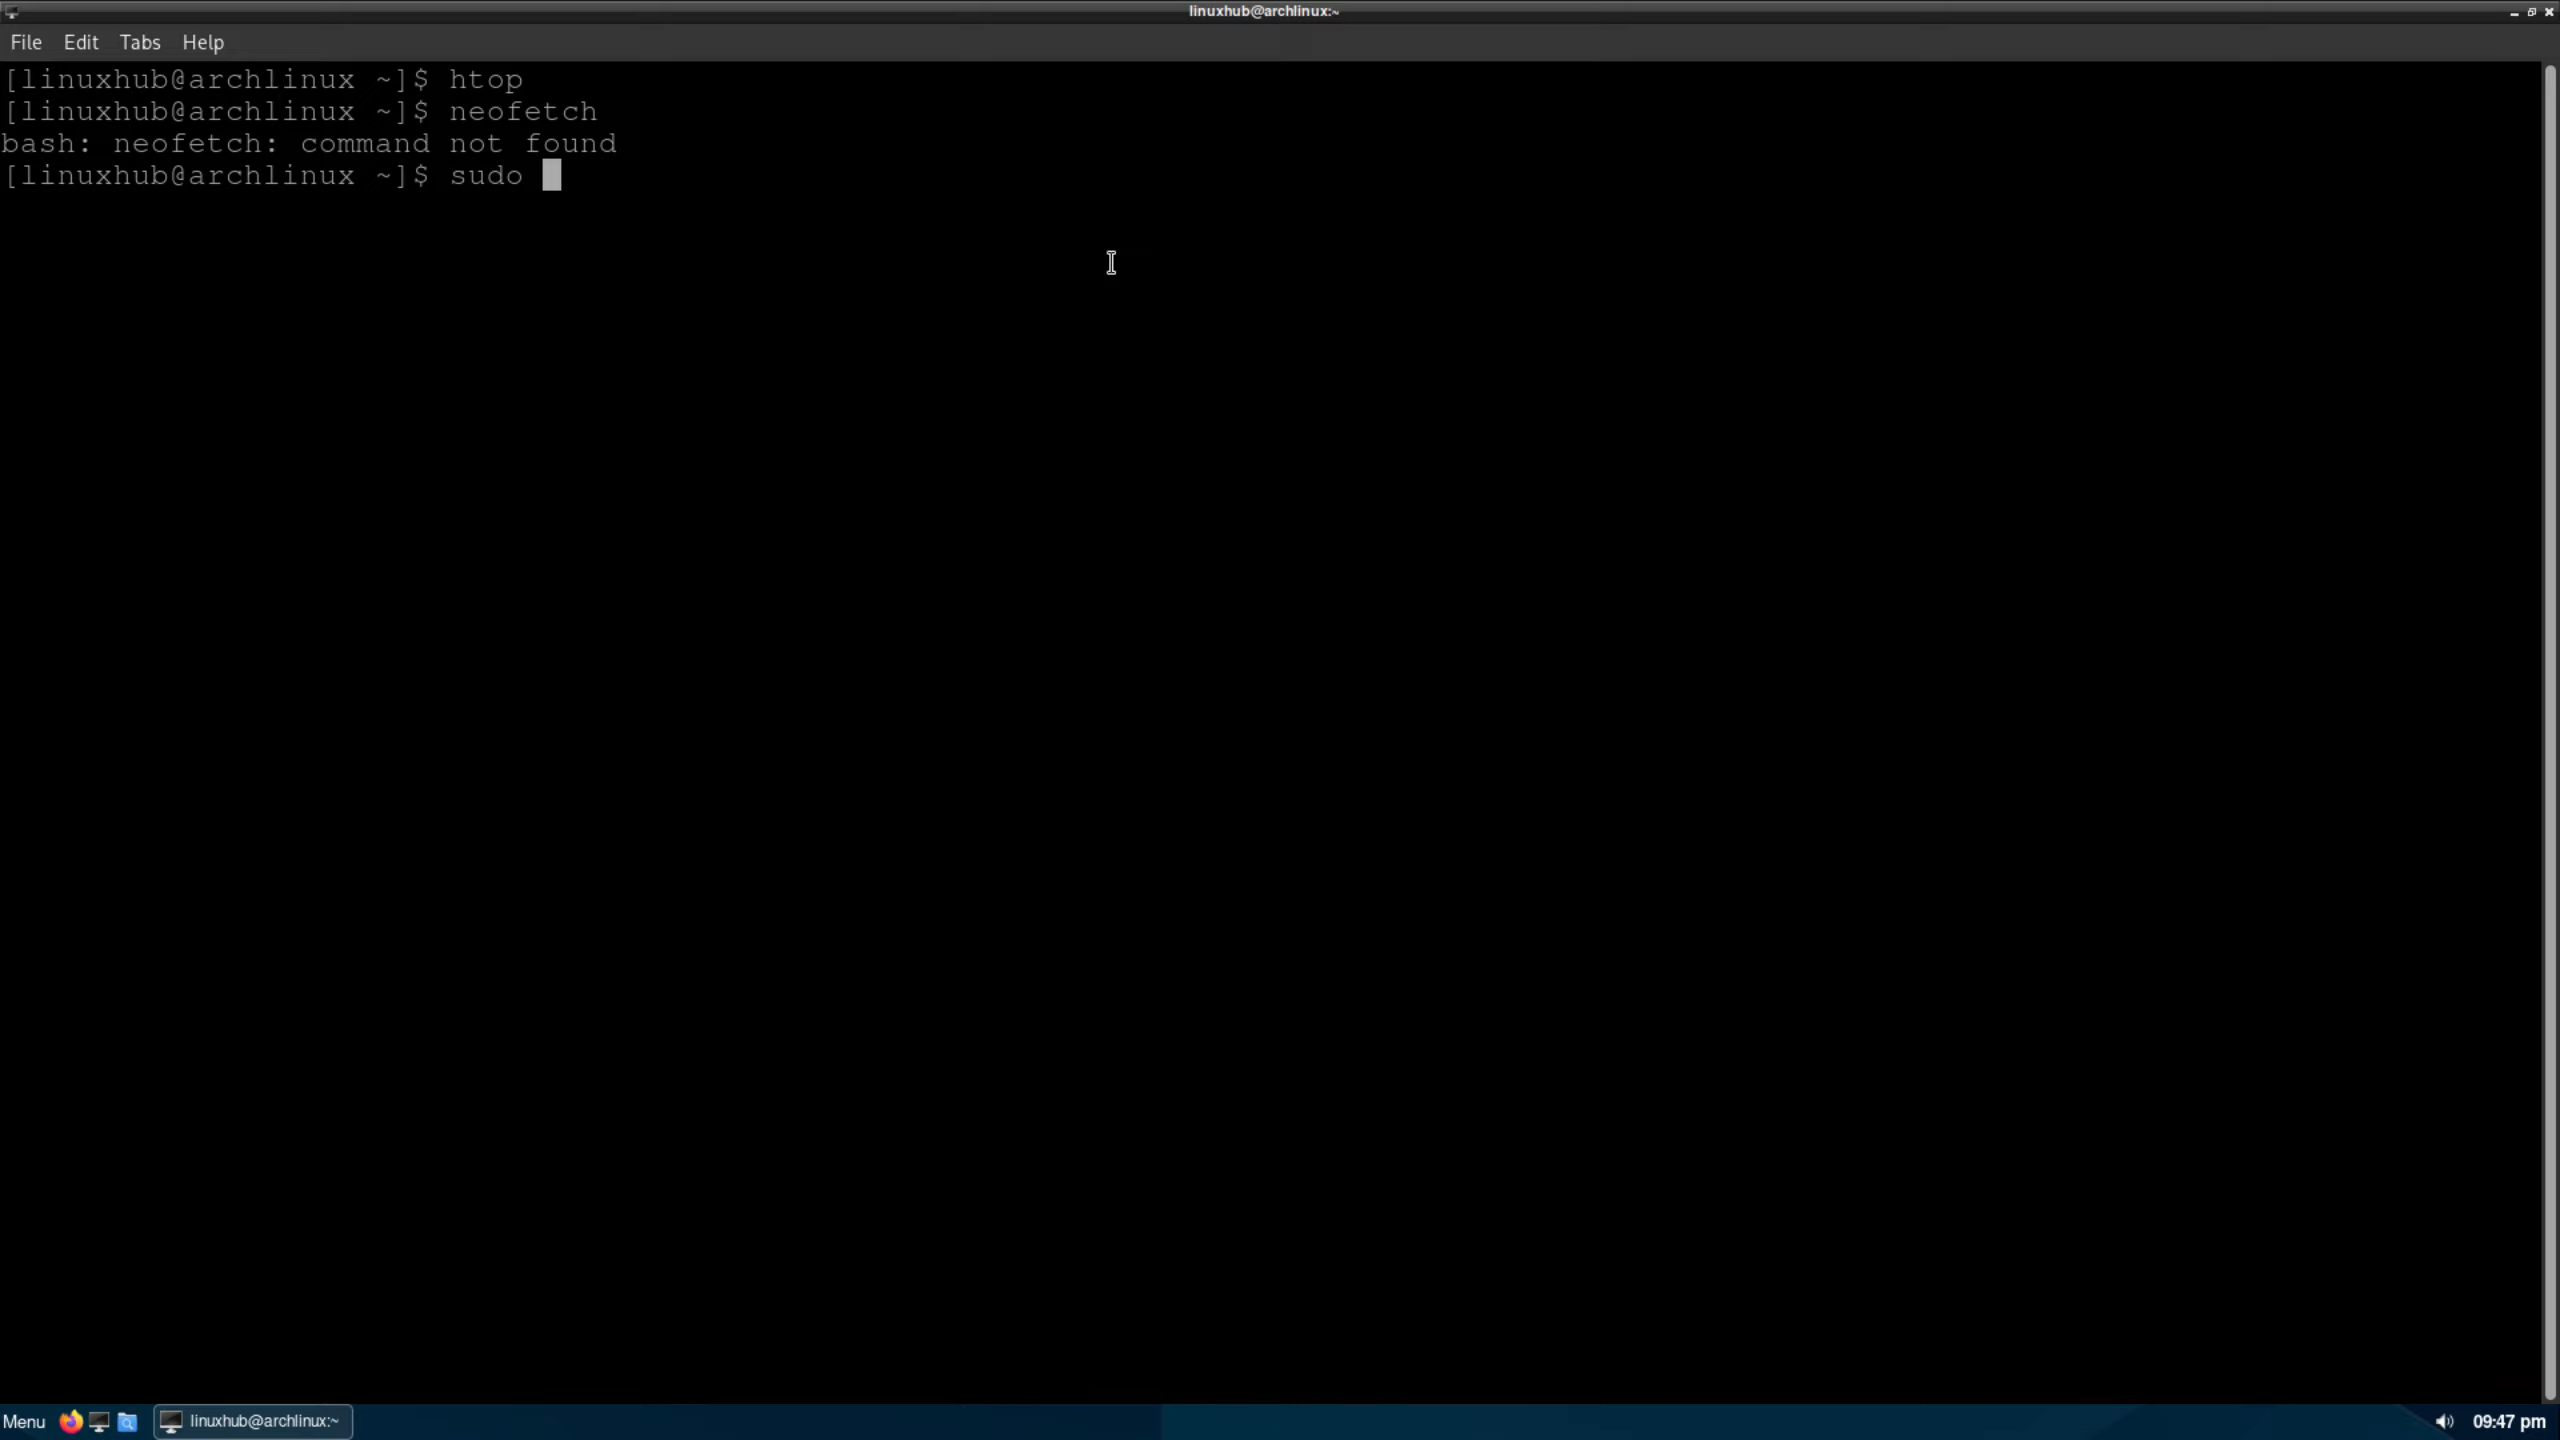 linuxhub@archlinux:~
File Edit Tabs Help
[linuxhub@archlinux ~]$ htop
[linuxhub@archlinux ~]$ neofetch
bash: neofetch: command not found
[linuxhub@archlinux ~]$ sudo
Menu linuxhub@archlinux:~ 09:47 pm